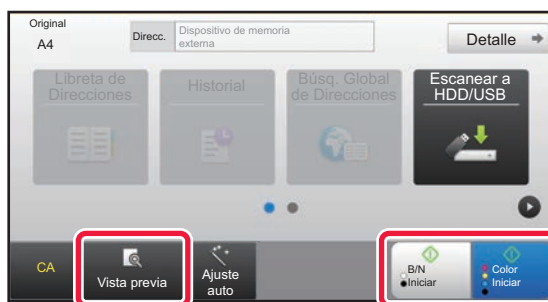 Original
A4
Direcc.
Dispositivo de memoria
externa
Detalle
Libreta de
Direcciones
Historial
Búsq. Global
de Direcciones
Escanear a
HDD/USB
CA
Vista previa
Ajuste
auto
B/N
Iniciar
Color
Iniciar